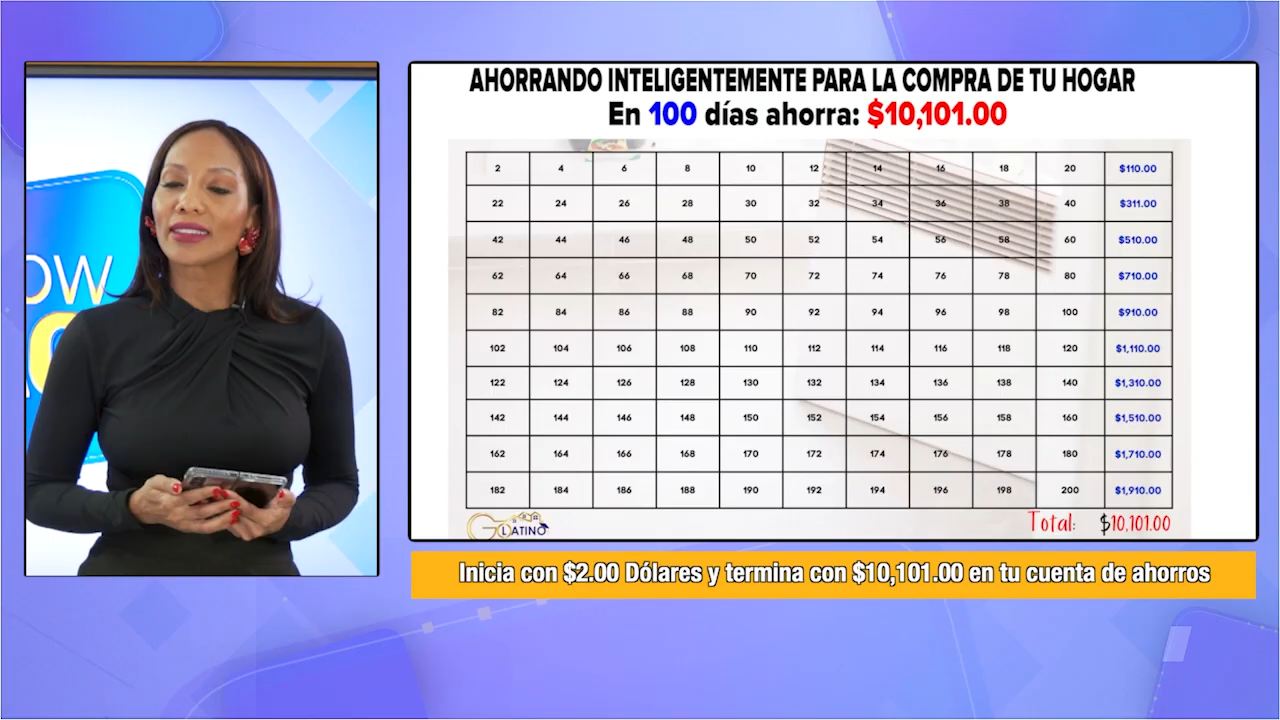 AHORRANDO INTELIGENTEMENTE PARA LA COMPRA DE TU HOGAR
En 100 días ahorra: $10,101.00
2 4 6 8 10 12 14 16 18 20 $110.00
22 24 26 28 30 32 34 36 38 40 $311.00
42 44 46 48 50 52 54 56 58 60 $510.00
62 64 66 68 70 72 74 76 78 80 $710.00
82 84 86 88 90 92 94 96 98 100 $910.00
102 104 106 108 110 112 114 116 118 120 $1,110.00
122 124 126 128 130 132 134 136 138 140 $1,310.00
142 144 146 148 150 152 154 156 158 160 $1,510.00
162 164 166 168 170 172 174 176 178 180 $1,710.00
182 184 186 188 190 192 194 196 198 200 $1,910.00
LATINO
Total: $10,101.00
Inicia con $2.00 Dólares y termina con $10,101.00 en tu cuenta de ahorros